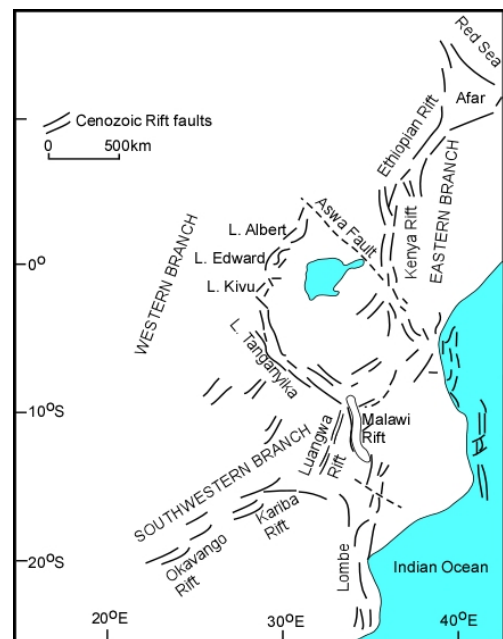 Red Sea
Afar
Cenozoic Rift faults
0 500km
Ethiopian Rift
EASTERN BRANCH
Kenya Rift
Aswa Fault
L. Albert
L. Edward
L. Kivu
WESTERN BRANCH
0°
L. Tanganyika
10°S
Malawi
Rift
Luangwa
Rift
SOUTHWESTERN BRANCH
Kariba
Rift
Okavango
Rift
Lombe
20°S
Indian Ocean
20°E
30°E
40°E